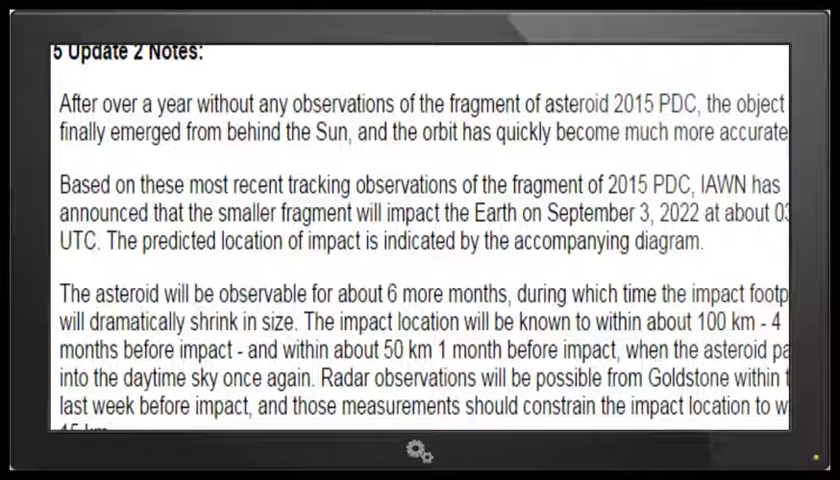 5 Update 2 Notes:
After over a year without any observations of the fragment of asteroid 2015 PDC, the object
finally emerged from behind the Sun, and the orbit has quickly become much more accurate
Based on these most recent tracking observations of the fragment of 2015 PDC, IAWN has
announced that the smaller fragment will impact the Earth on September 3, 2022 at about 03
UTC. The predicted location of impact is indicated by the accompanying diagram.
The asteroid will be observable for about 6 more months, during which time the impact footp
will dramatically shrink in size. The impact location will be known to within about 100 km - 4
months before impact - and within about 50 km 1 month before impact, when the asteroid pa
into the daytime sky once again. Radar observations will be possible from Goldstone within t
last week before impact, and those measurements should constrain the impact location to w
15 km